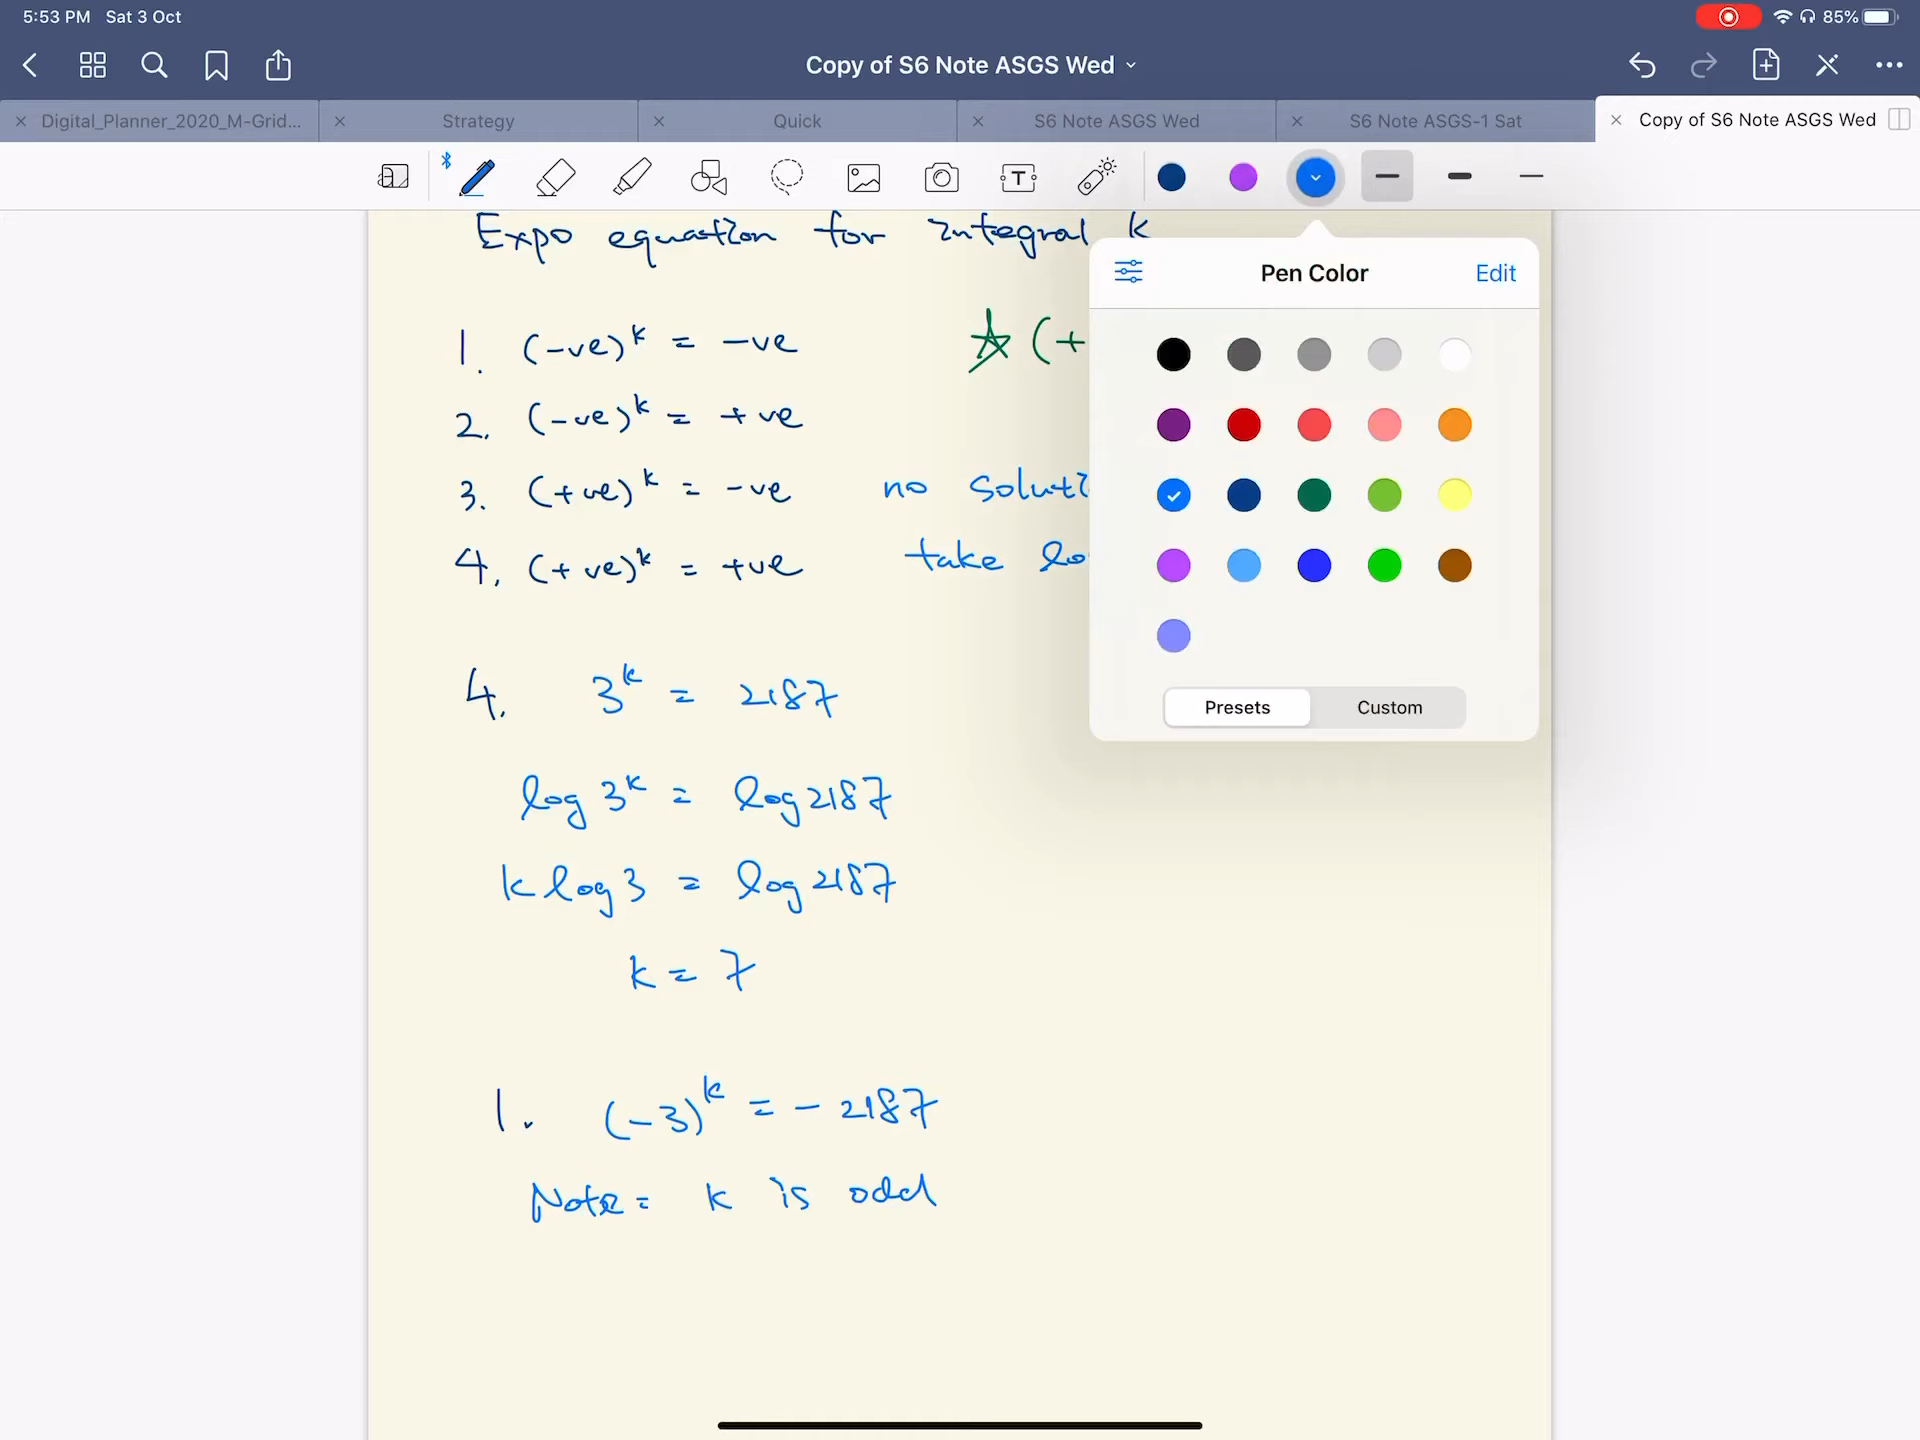 5:53 PM Sat 3 Oct
85%
Copy of S6 Note ASGS Wed
Digital_Planner_2020_M-Grid...
Strategy
Quick
S6 Note ASGS Wed
S6 Note ASGS-1 Sat
Copy of S6 Note ASGS Wed
Expo equation for integral k
Pen Color
Edit
1. (-ve)^k = -ve
☆ (+
2. (-ve)^k = +ve
3. (+ve)^k = -ve no soluti
4. (+ve)^k = +ve take lo
Presets
Custom
4. 3^k = 2187
log 3^k = log 2187
k log 3 = log 2187
k = 7
1. (-3)^k = - 2187
Note = k is odd